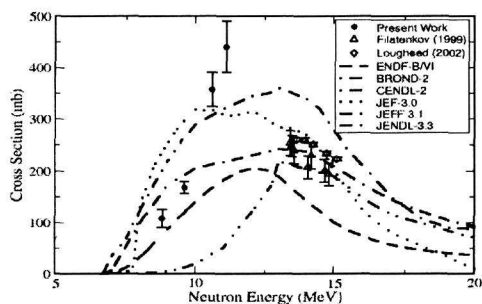 500
400
300
200
100
0
5
10
15
20
Cross Section (mb)
Neutron Energy (MeV)
Present Work
Filatenkov (1999)
Lougheed (2002)
ENDF-B/VI
BROND-2
CENDL-2
JEF-3.0
JEFF 3.1
JENDL-3.3